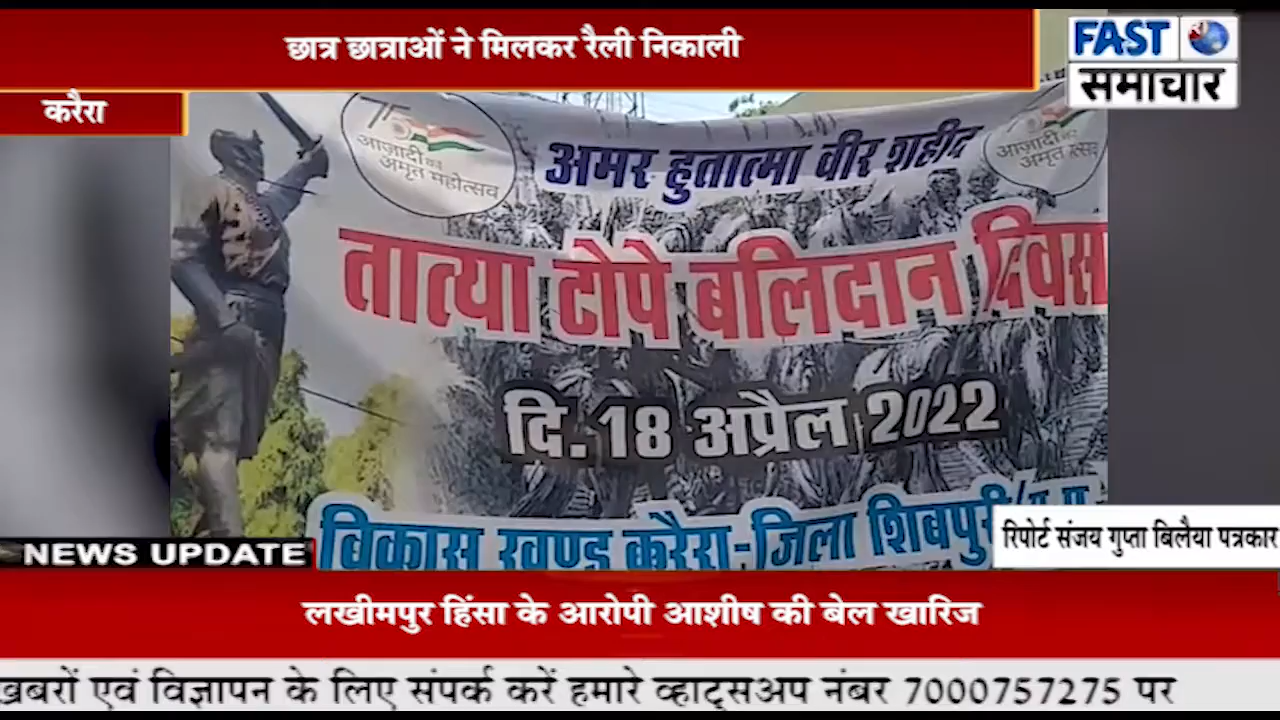 छात्र छात्राओं ने मिलकर रैली निकाली
FAST
समाचार
करैरा
75
आज़ादी का
अमृत महोत्सव
आज़ादी का
अमृत महोत्सव
अमर हुतात्मा वीर शहीद
तात्या टोपे बलिदान दिवस
दि. 18 अप्रैल 2022
विकास खण्ड करैरा-जिला शिवपुरी
रिपोर्ट संजय गुप्ता बिलैया पत्रकार
NEWS UPDATE
लखीमपुर हिंसा के आरोपी आशीष की बेल खारिज
ख़बरों एवं विज्ञापन के लिए संपर्क करें हमारे व्हाट्सअप नंबर 7000757275 पर